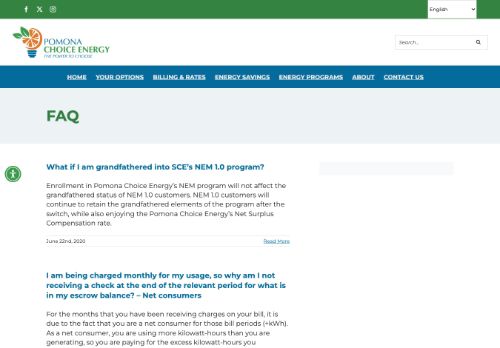 English
POMONA
CHOICE ENERGY
THE POWER TO CHOOSE
Search...
HOME YOUR OPTIONS BILLING & RATES ENERGY SAVINGS ENERGY PROGRAMS ABOUT CONTACT US
FAQ
What if I am grandfathered into SCE's NEM 1.0 program?
Enrollment in Pomona Choice Energy's NEM program will not affect the
grandfathered status of NEM 1.0 customers. NEM 1.0 customers will
continue to retain the grandfathered elements of the program after the
switch, while also enjoying the Pomona Choice Energy's Net Surplus
Compensation rate.
June 22nd, 2020 Read More
I am being charged monthly for my usage, so why am I not
receiving a check at the end of the relevant period for what is
in my escrow balance? – Net consumers
For the months that you have been receiving charges on your bill, it is
due to the fact that you are a net consumer for those bill periods (+kWh).
As a net consumer, you are using more kilowatt-hours than you are
generating, so you are paying for the excess kilowatt-hours you